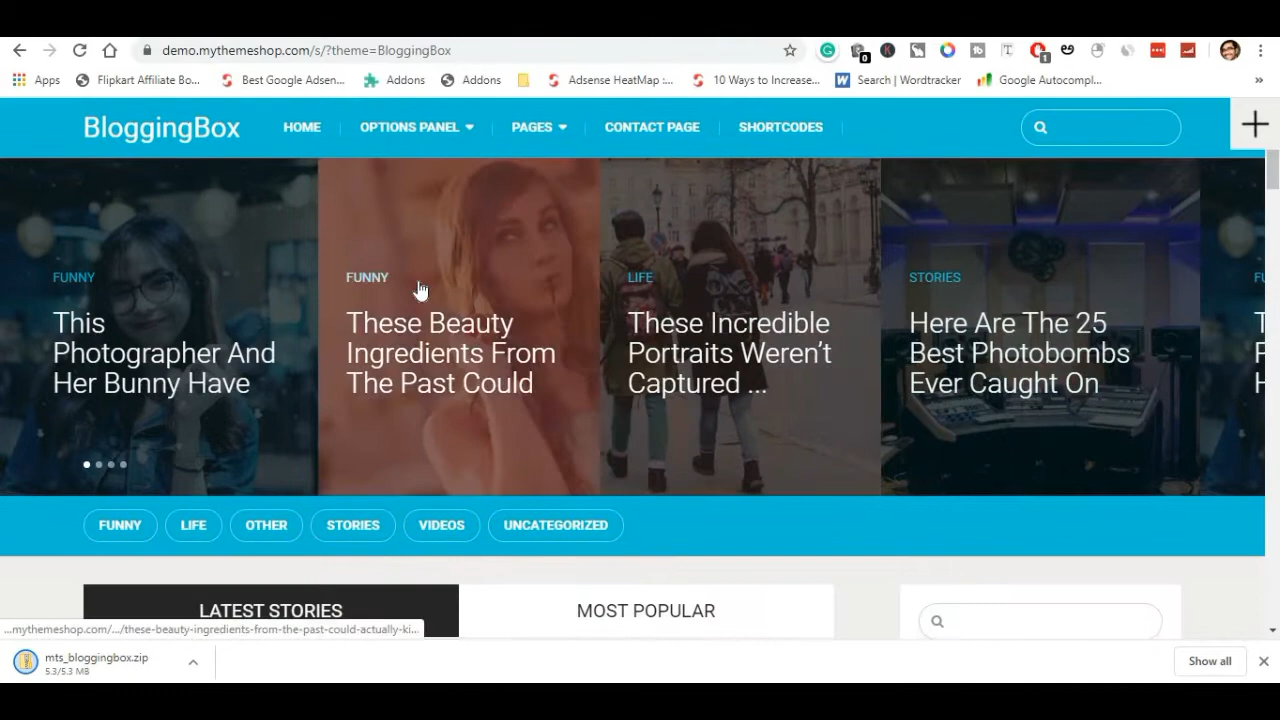 demo.mythemeshop.com/s/?theme=BloggingBox
Apps
Flipkart Affiliate Bo...
Best Google Adsen...
Addons
Addons
Adsense HeatMap :...
10 Ways to Increase...
Search | Wordtracker
Google Autocompl...
»
BloggingBox
HOME
OPTIONS PANEL
PAGES
CONTACT PAGE
SHORTCODES
FUNNY
This
Photographer And
Her Bunny Have
FUNNY
These Beauty
Ingredients From
The Past Could
LIFE
These Incredible
Portraits Weren't
Captured ...
STORIES
Here Are The 25
Best Photobombs
Ever Caught On
FUNNY
LIFE
OTHER
STORIES
VIDEOS
UNCATEGORIZED
LATEST STORIES
MOST POPULAR
...mythemeshop.com/.../these-beauty-ingredients-from-the-past-could-actually-ki...
mts_bloggingbox.zip
5.3/5.3 MB
Show all